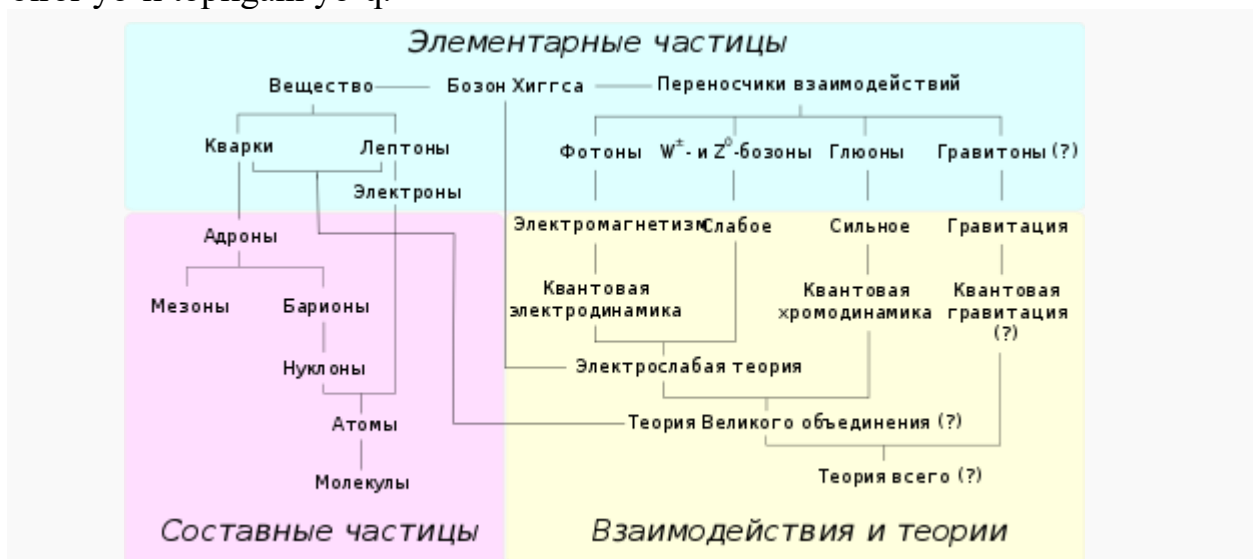 Элементарные частицы
Вещество Бозон Хиггса Переносчики взаимодействий
Кварки Лептоны Фотоны W±- и Z⁰-бозоны Глюоны Гравитоны (?)
Электроны
Электромагнетизм Слабое Сильное Гравитация
Адроны
Мезоны Барионы
Квантовая электродинамика
Квантовая хромодинамика
Квантовая гравитация (?)
Нуклоны Электрослабая теория
Атомы Теория Великого объединения (?)
Молекулы Теория всего (?)
Составные частицы Взаимодействия и теории